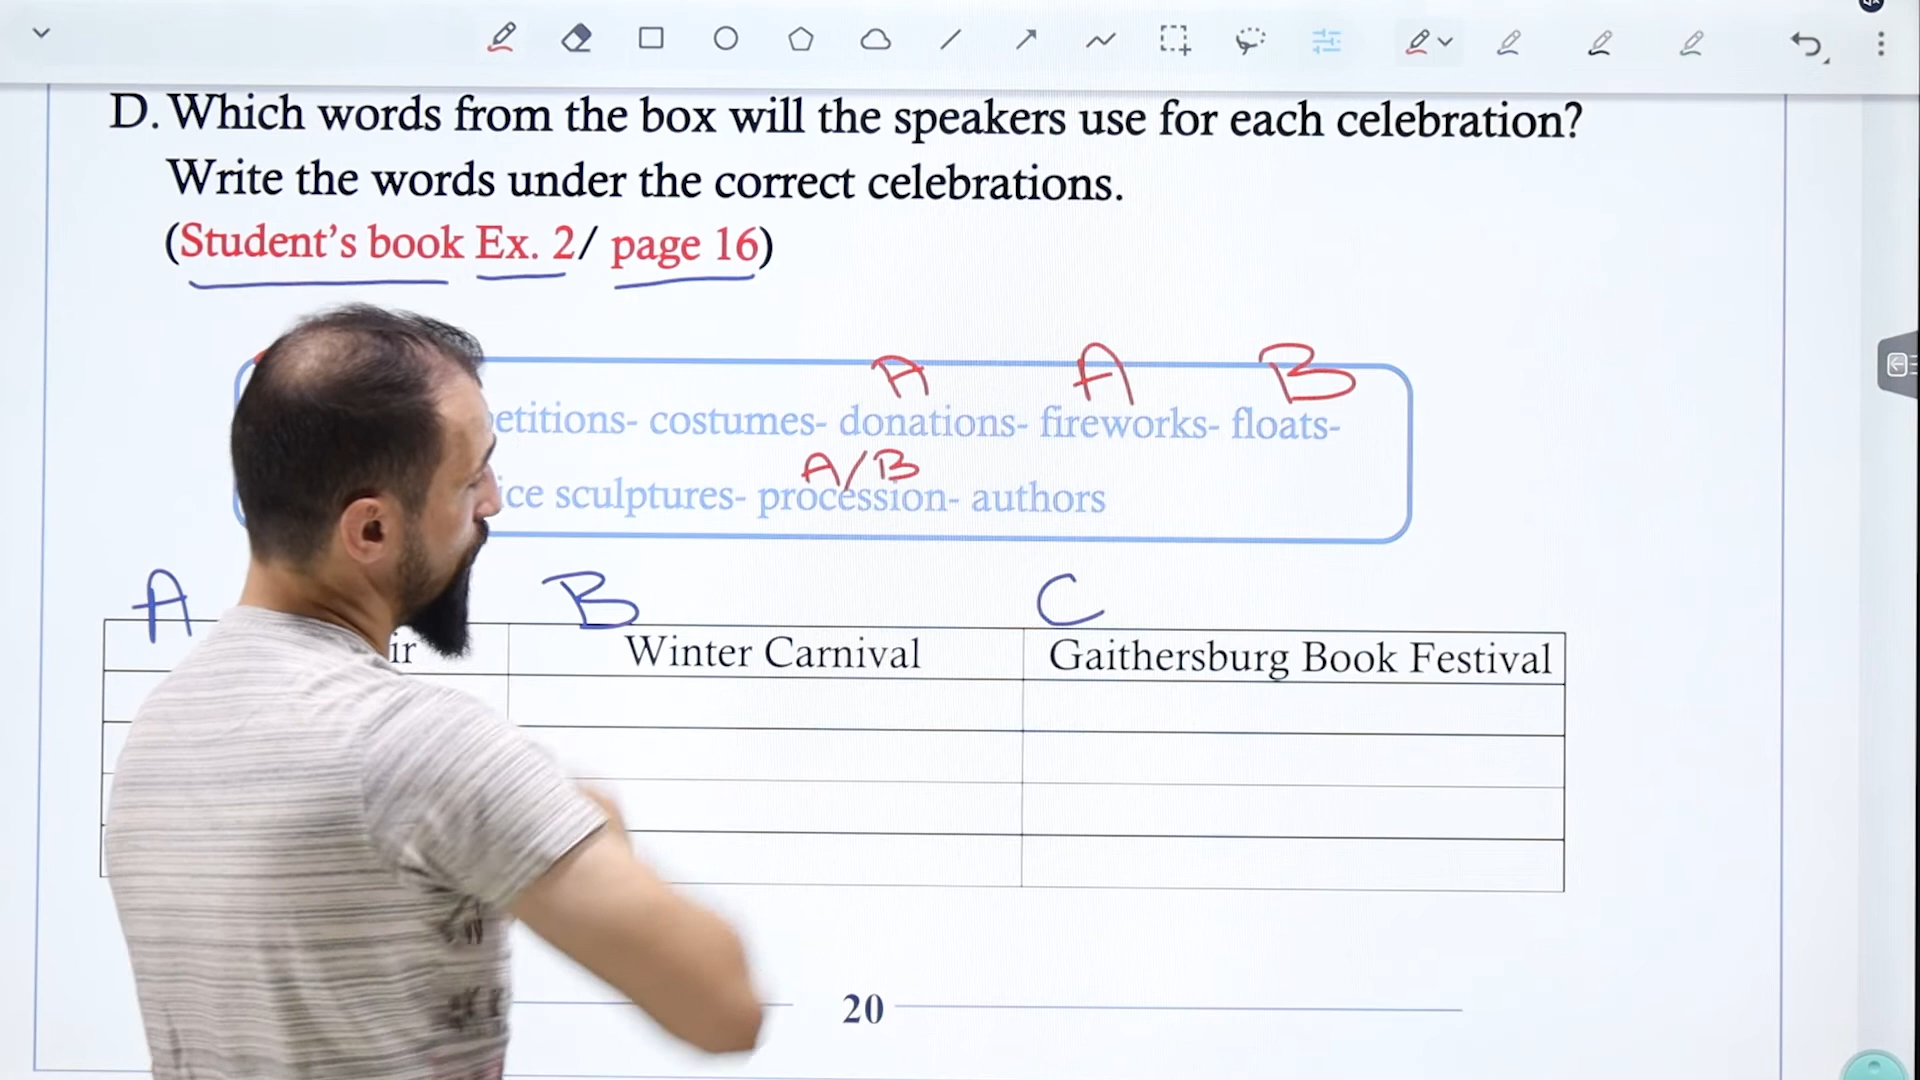 D. Which words from the box will the speakers use for each celebration?
Write the words under the correct celebrations.
(Student's book Ex. 2/ page 16)
A A B
etitions- costumes- donations- fireworks- floats-
A/B
ice sculptures- procession- authors
A B C
ir Winter Carnival Gaithersburg Book Festival
20